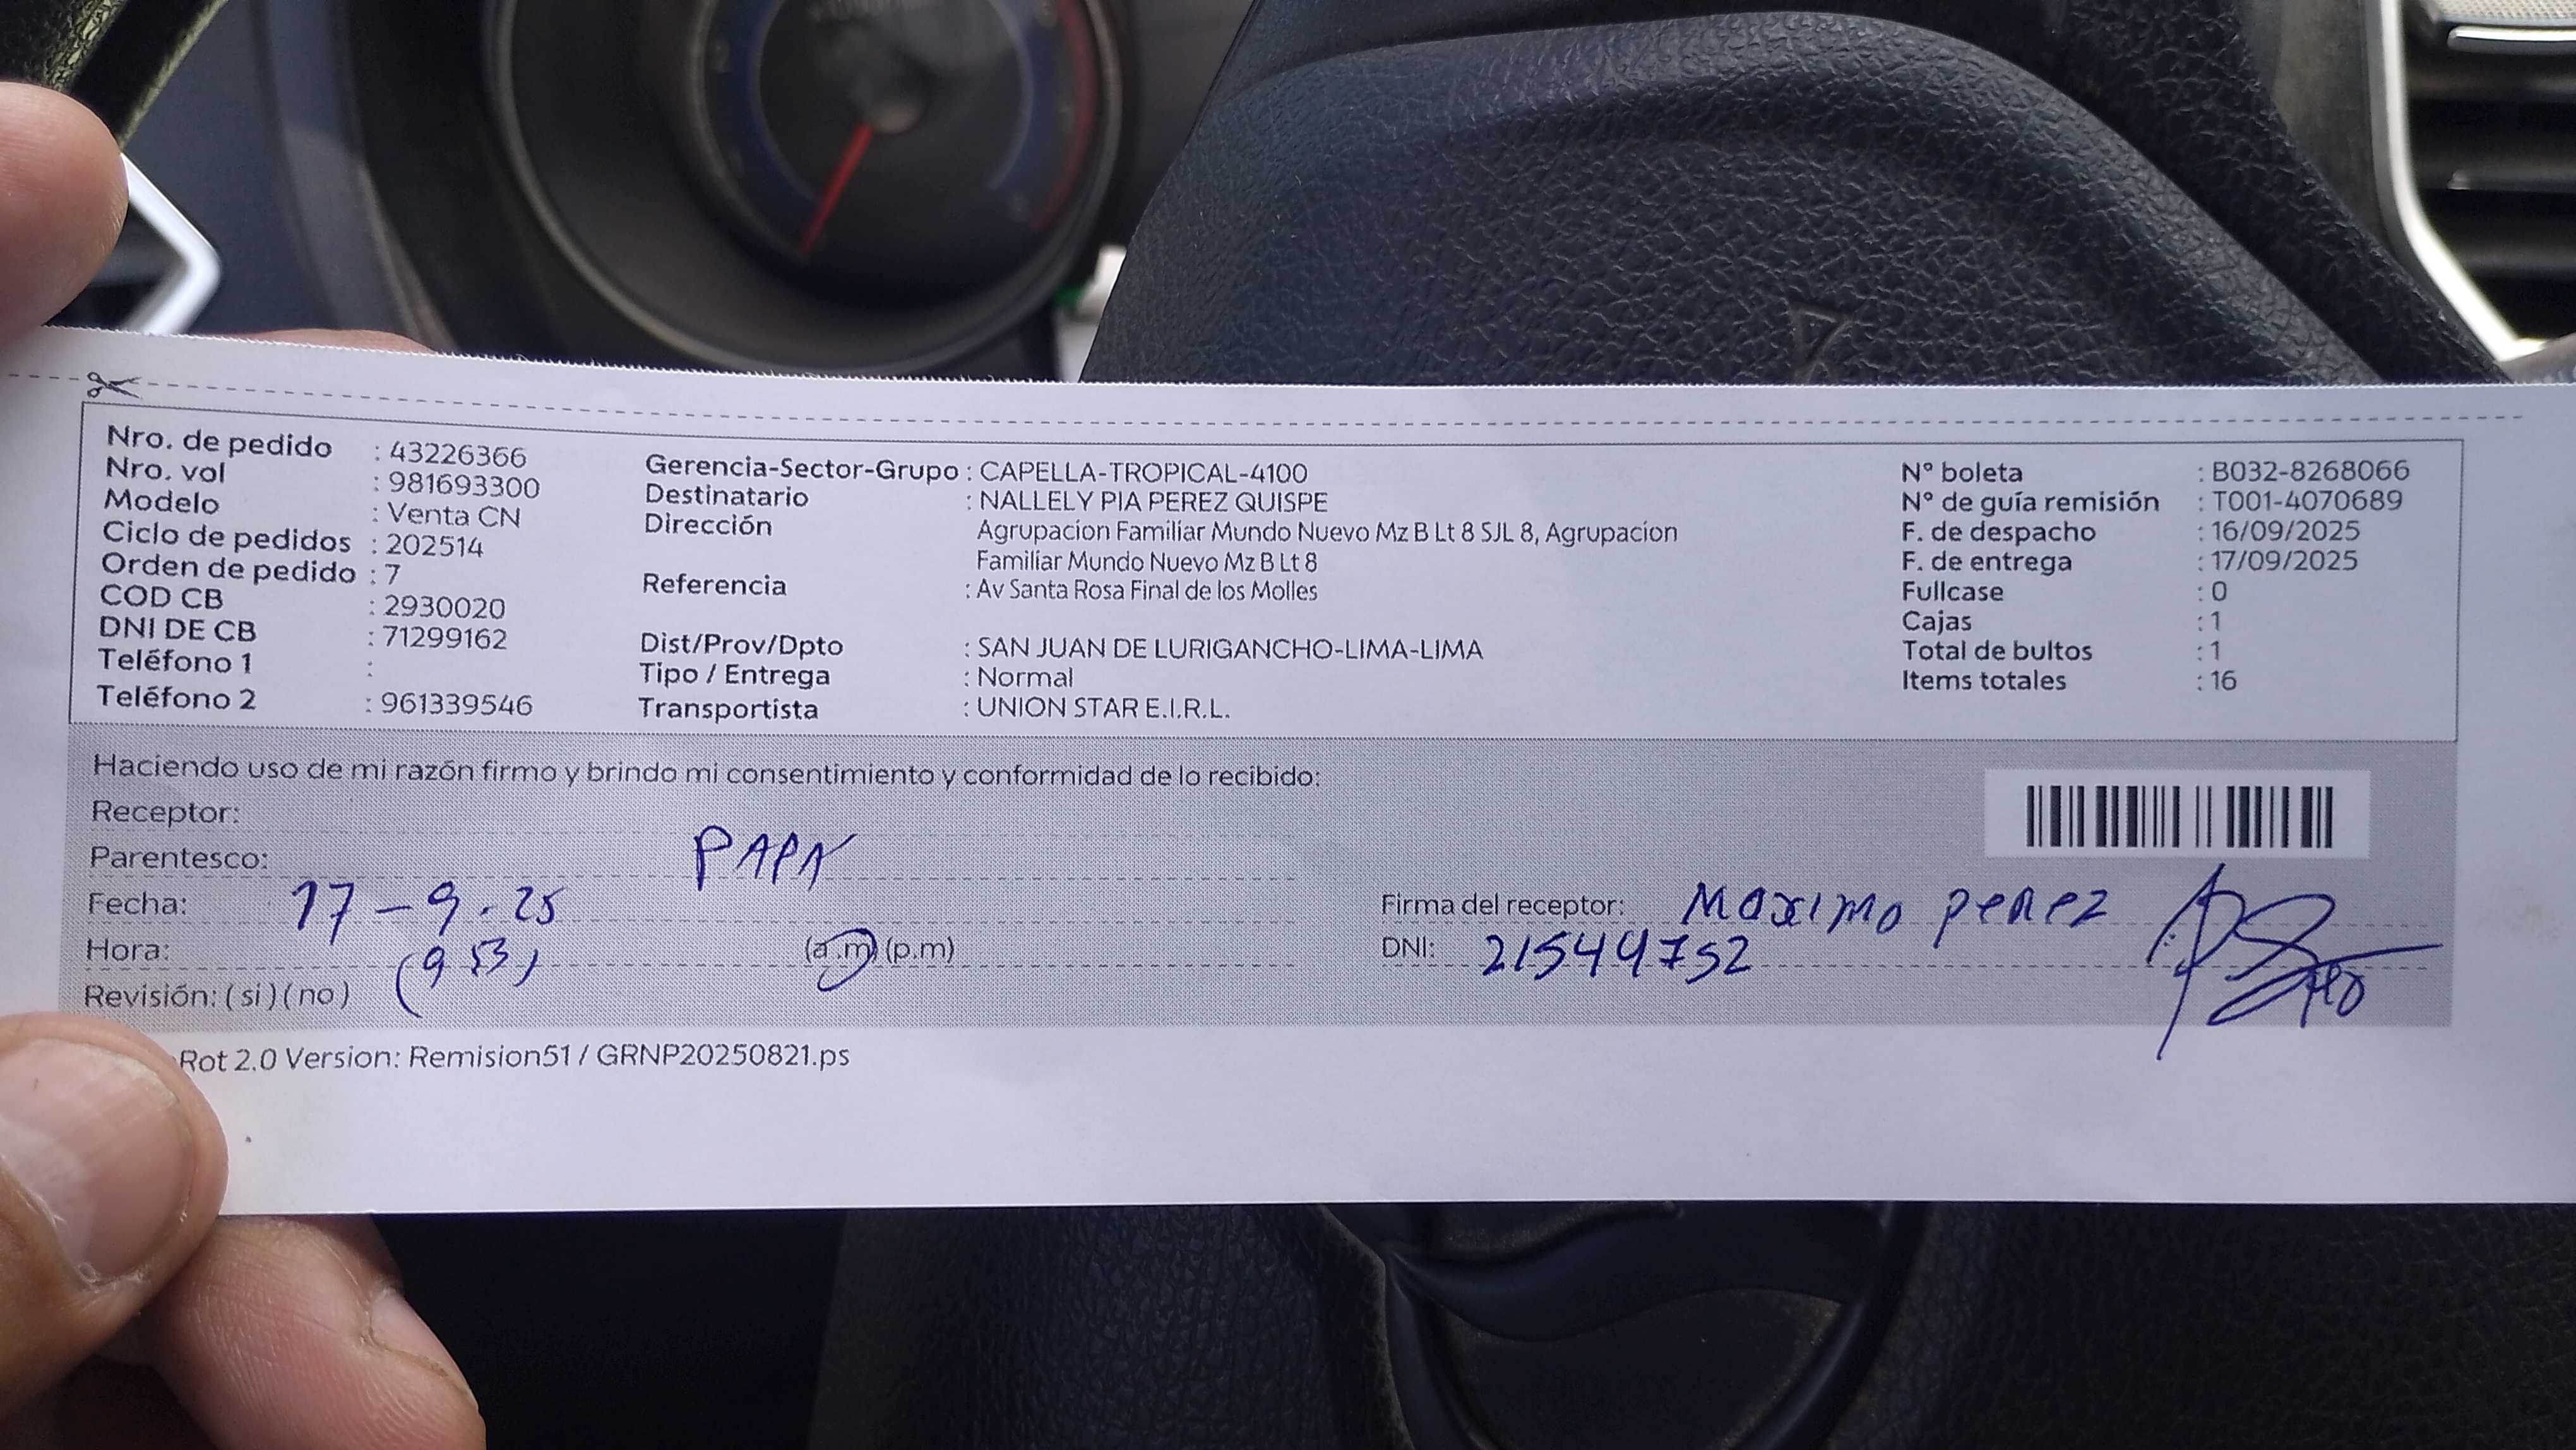 Nro. de pedido : 43226366
Nro. vol : 981693300
Modelo : Venta CN
Ciclo de pedidos : 202514
Orden de pedido : 7
COD CB : 2930020
DNI DE CB : 71299162
Teléfono 1 :
Teléfono 2 : 961339546
Gerencia-Sector-Grupo : CAPELLA-TROPICAL-4100
Destinatario : NALLELY PIA PEREZ QUISPE
Dirección Agrupacion Familiar Mundo Nuevo Mz B Lt 8 SJL 8, Agrupacion
Familiar Mundo Nuevo Mz B Lt 8
Referencia : Av Santa Rosa Final de los Molles
Dist/Prov/Dpto : SAN JUAN DE LURIGANCHO-LIMA-LIMA
Tipo / Entrega : Normal
Transportista : UNION STAR E.I.R.L.
N° boleta : B032-8268066
N° de guía remisión : T001-4070689
F. de despacho : 16/09/2025
F. de entrega : 17/09/2025
Fullcase : 0
Cajas : 1
Total de bultos : 1
Items totales : 16
Haciendo uso de mi razón firmo y brindo mi consentimiento y conformidad de lo recibido:
Receptor:
Parentesco: PAPA
Fecha: 17-9-25
Hora: (9 53) (a.m) (p.m)
Revisión: (si) (no)
Firma del receptor: Maximo perez
DNI: 21544752
Rot 2.0 Version: Remision51 / GRNP20250821.ps